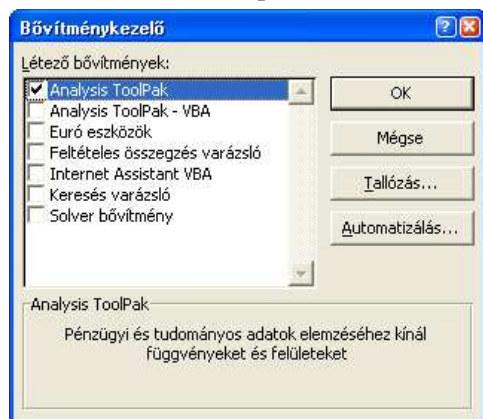 Bővítménykezelő
Létező bővítmények:
Analysis ToolPak
Analysis ToolPak - VBA
Euró eszközök
Feltételes összegzés varázsló
Internet Assistant VBA
Keresés varázsló
Solver bővítmény
OK
Mégse
Tallózás...
Automatizálás...
Analysis ToolPak
Pénzügyi és tudományos adatok elemzéséhez kínál
függvényeket és felületeket